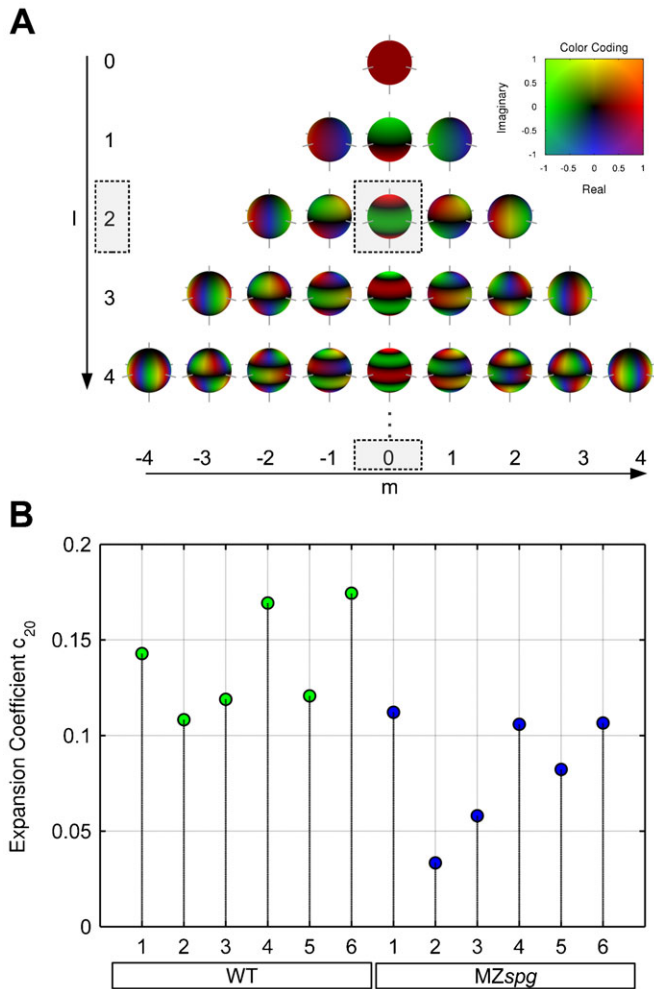 A
0
1
l
2
3
4
Color Coding
Imaginary
1
0.5
0
-0.5
-1
-1 -0.5 0 0.5 1
Real
-4 -3 -2 -1 0 1 2 3 4
m
B
Expansion Coefficient c20
0.2
0.15
0.1
0.05
0
1 2 3 4 5 6 1 2 3 4 5 6
WT MZspg